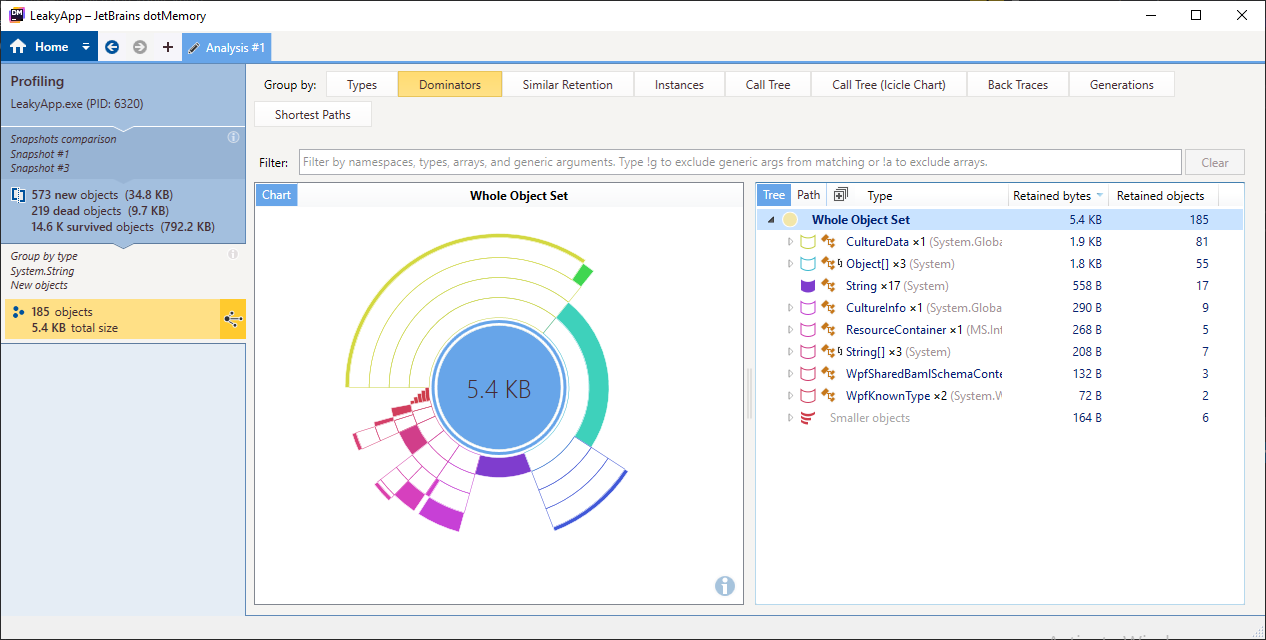 LeakyApp – JetBrains dotMemory
Home
Analysis #1
Profiling
LeakyApp.exe (PID: 6320)
Snapshots comparison
Snapshot #1
Snapshot #3
573 new objects (34.8 KB)
219 dead objects (9.7 KB)
14.6 K survived objects (792.2 KB)
Group by type
System.String
New objects
185 objects
5.4 KB total size
Group by: Types Dominators Similar Retention Instances Call Tree Call Tree (Icicle Chart) Back Traces Generations
Shortest Paths
Filter: Filter by namespaces, types, arrays, and generic arguments. Type !g to exclude generic args from matching or !a to exclude arrays. Clear
Chart Whole Object Set
5.4 KB
Tree Path Type Retained bytes Retained objects
Whole Object Set 5.4 KB 185
CultureData ×1 (System.Globa 1.9 KB 81
Object[] ×3 (System) 1.8 KB 55
String ×17 (System) 558 B 17
CultureInfo ×1 (System.Globa 290 B 9
ResourceContainer ×1 (MS.Int 268 B 5
String[] ×3 (System) 208 B 7
WpfSharedBamlSchemaConte 132 B 3
WpfKnownType ×2 (System.W 72 B 2
Smaller objects 164 B 6